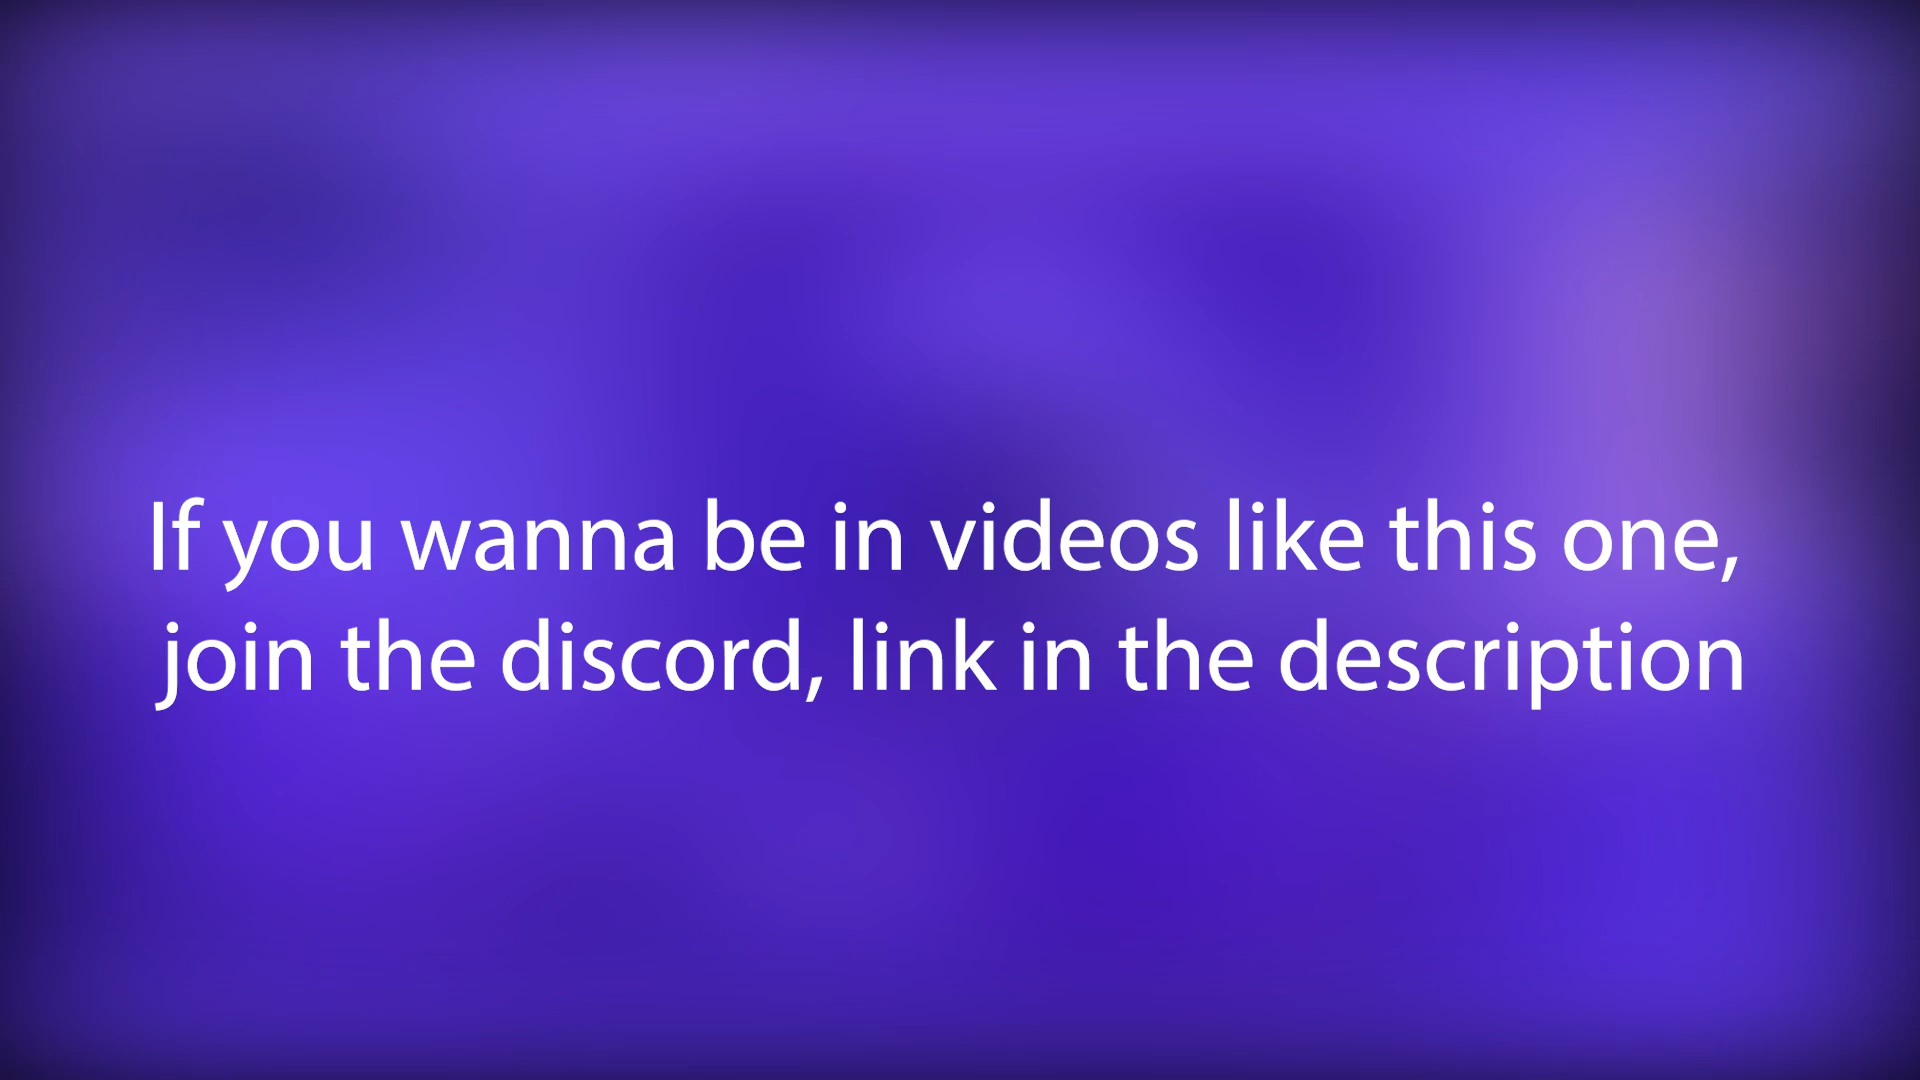 If you wanna be in videos like this one,
join the discord, link in the description